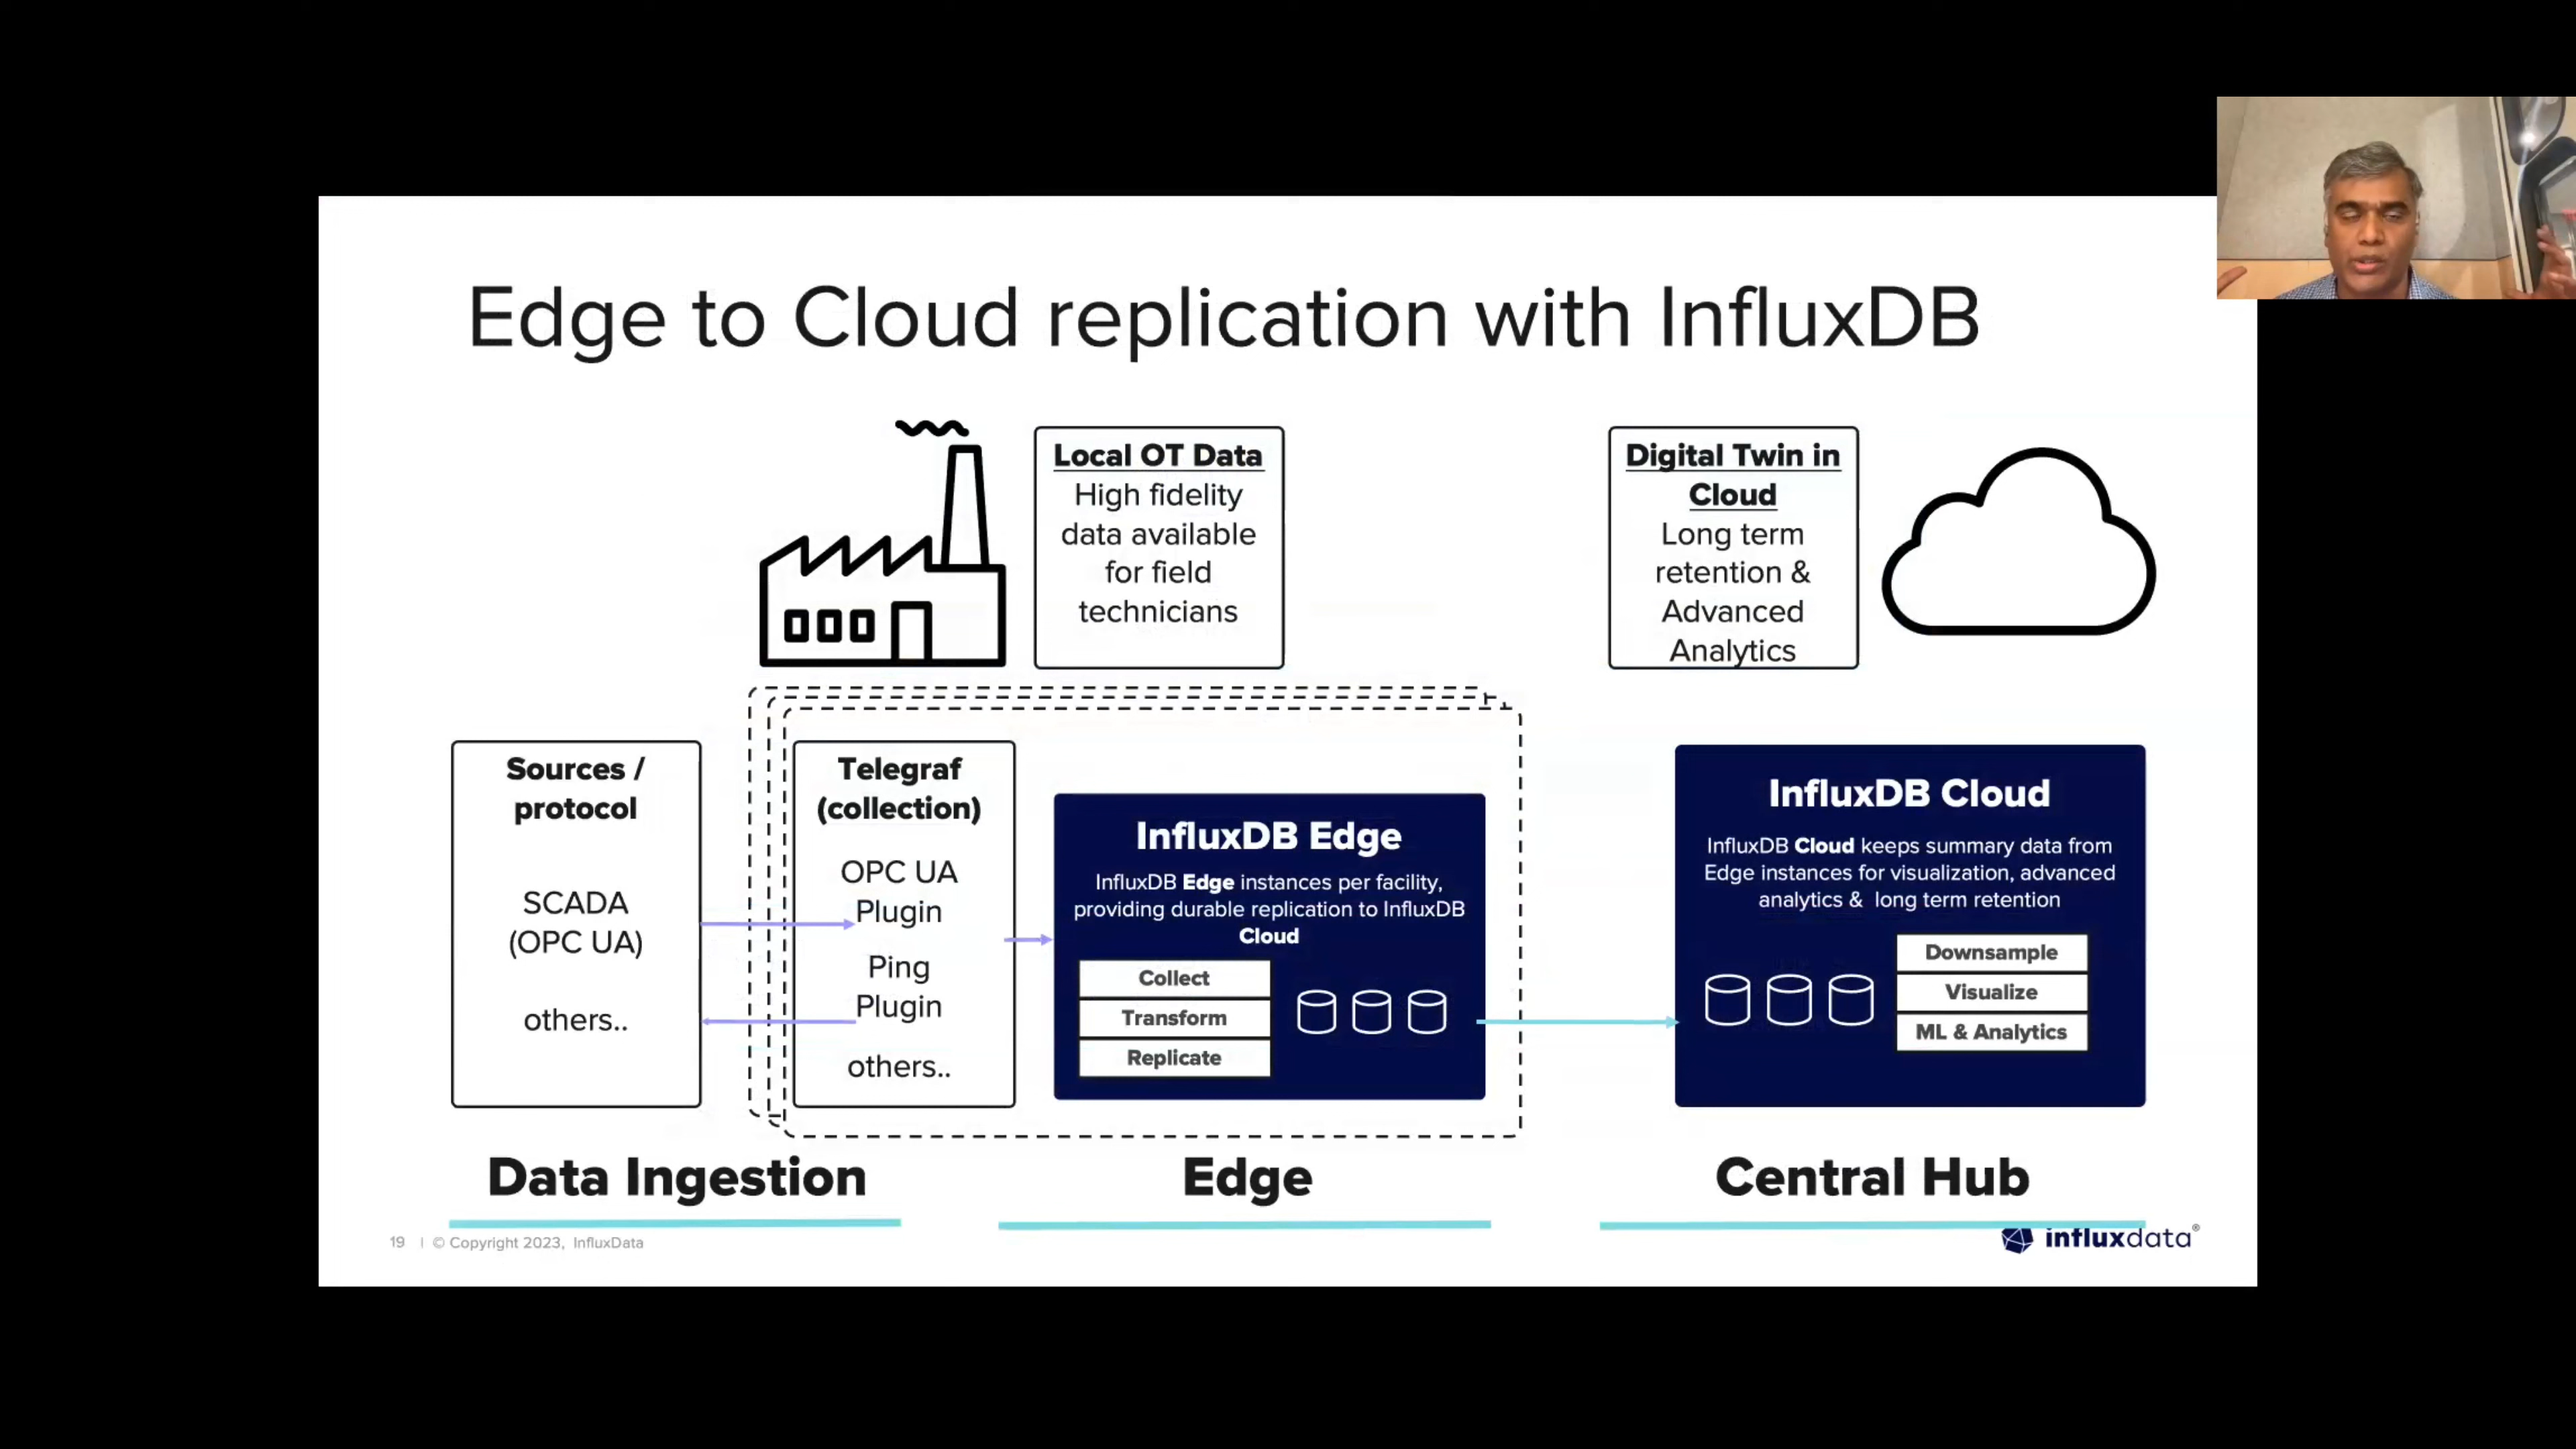 Edge to Cloud replication with InfluxDB
Local OT Data
High fidelity
data available
for field
technicians
Digital Twin in
Cloud
Long term
retention &
Advanced
Analytics
Sources /
protocol
SCADA
(OPC UA)
others..
Telegraf
(collection)
OPC UA
Plugin
Ping
Plugin
others..
InfluxDB Edge
InfluxDB Edge instances per facility,
providing durable replication to InfluxDB
Cloud
Collect
Transform
Replicate
InfluxDB Cloud
InfluxDB Cloud keeps summary data from
Edge instances for visualization, advanced
analytics & long term retention
Downsample
Visualize
ML & Analytics
Data Ingestion
Edge
Central Hub
19 | © Copyright 2023, InfluxData
influxdata®